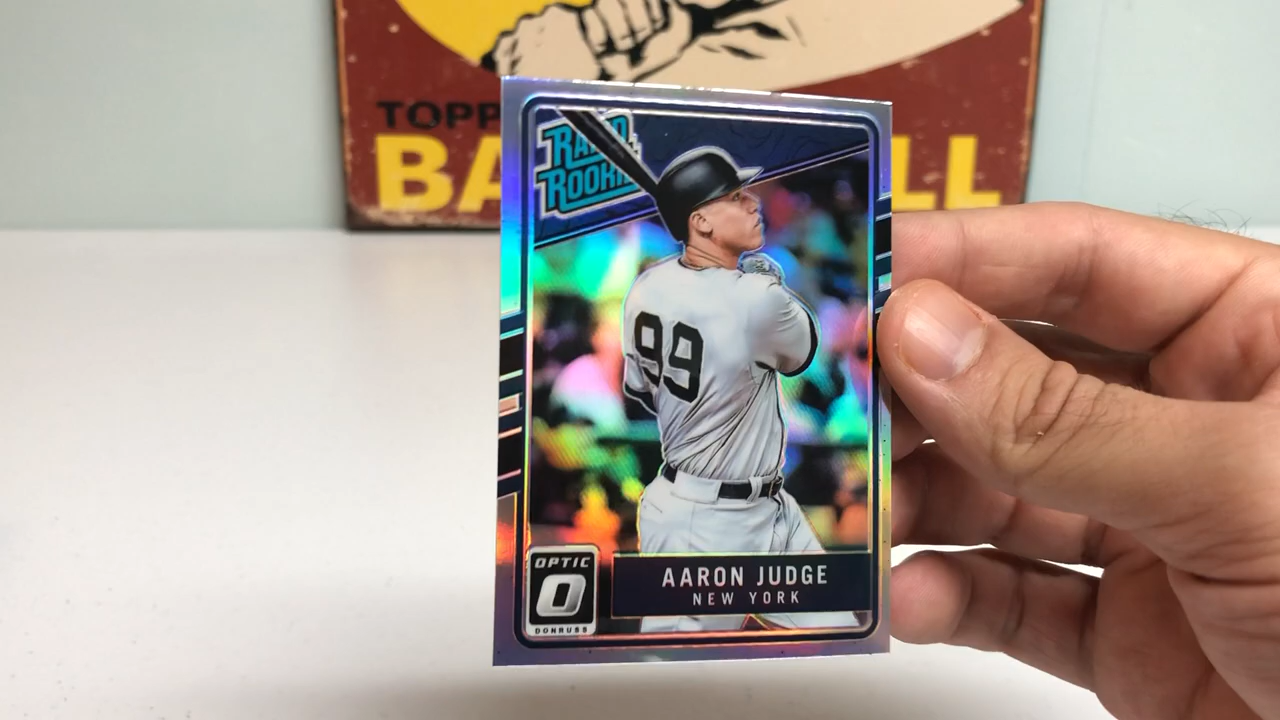 TOPP
BA LL
RATED
ROOKIE
99
OPTIC
O
DONRUSS
AARON JUDGE
NEW YORK